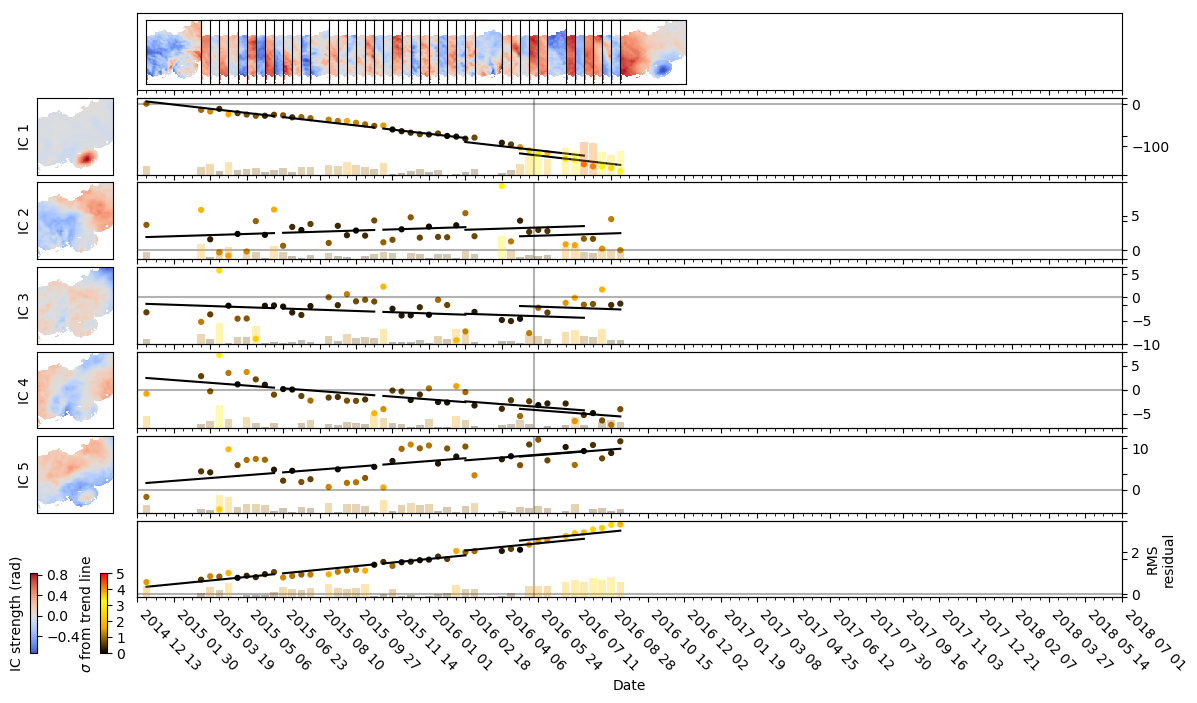 IC 1
0
−100
IC 2
5
0
IC 3
5
0
−5
−10
IC 4
5
0
−5
IC 5
10
0
RMS
residual
2
0
IC strength (rad)
0.8
0.4
0.0
−0.4
σ from trend line
5
4
3
2
1
0
2014 12 13
2015 01 30
2015 03 19
2015 05 06
2015 06 23
2015 08 10
2015 09 27
2015 11 14
2016 01 01
2016 02 18
2016 04 06
2016 05 24
2016 07 11
2016 08 28
2016 10 15
2016 12 02
2017 01 19
2017 03 08
2017 04 25
2017 06 12
2017 07 30
2017 09 16
2017 11 03
2017 12 21
2018 02 07
2018 03 27
2018 05 14
2018 07 01
Date